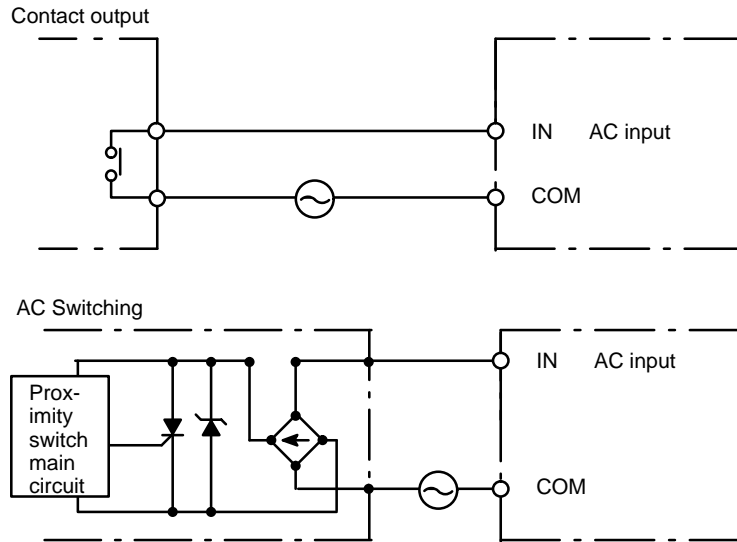 Contact output
IN AC input
COM
AC Switching
IN AC input
Prox-
imity
switch
main
circuit
COM